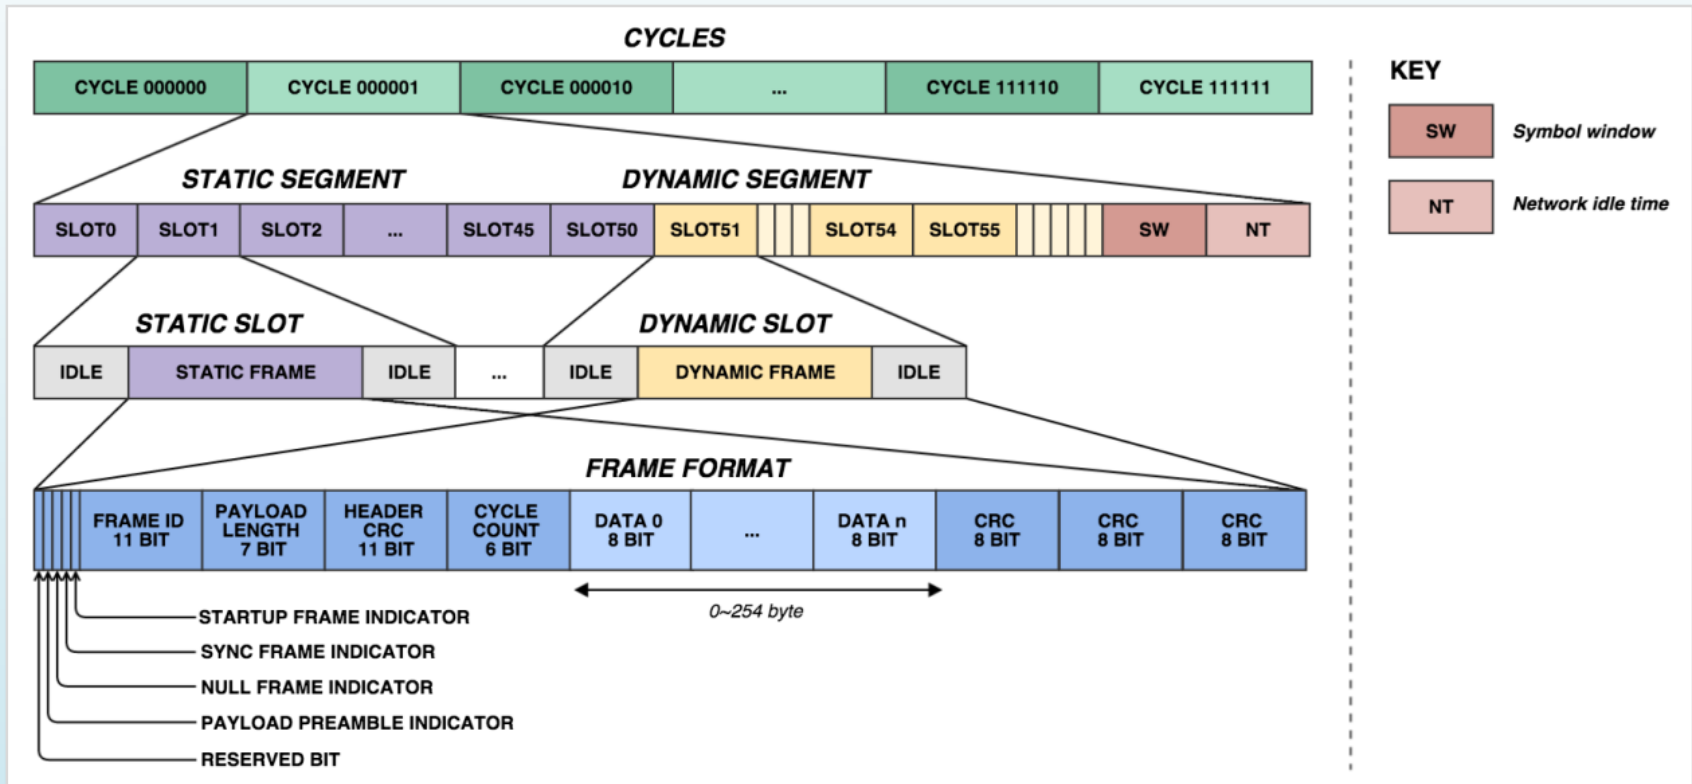 CYCLES
CYCLE 000000
CYCLE 000001
CYCLE 000010
...
CYCLE 111110
CYCLE 111111
STATIC SEGMENT
DYNAMIC SEGMENT
SLOT0
SLOT1
SLOT2
...
SLOT45
SLOT50
SLOT51
SLOT54
SLOT55
SW
NT
STATIC SLOT
DYNAMIC SLOT
IDLE
STATIC FRAME
IDLE
...
IDLE
DYNAMIC FRAME
IDLE
FRAME FORMAT
FRAME ID
11 BIT
PAYLOAD
LENGTH
7 BIT
HEADER
CRC
11 BIT
CYCLE
COUNT
6 BIT
DATA 0
8 BIT
...
DATA n
8 BIT
CRC
8 BIT
CRC
8 BIT
CRC
8 BIT
0~254 byte
STARTUP FRAME INDICATOR
SYNC FRAME INDICATOR
NULL FRAME INDICATOR
PAYLOAD PREAMBLE INDICATOR
RESERVED BIT
KEY
SW
Symbol window
NT
Network idle time